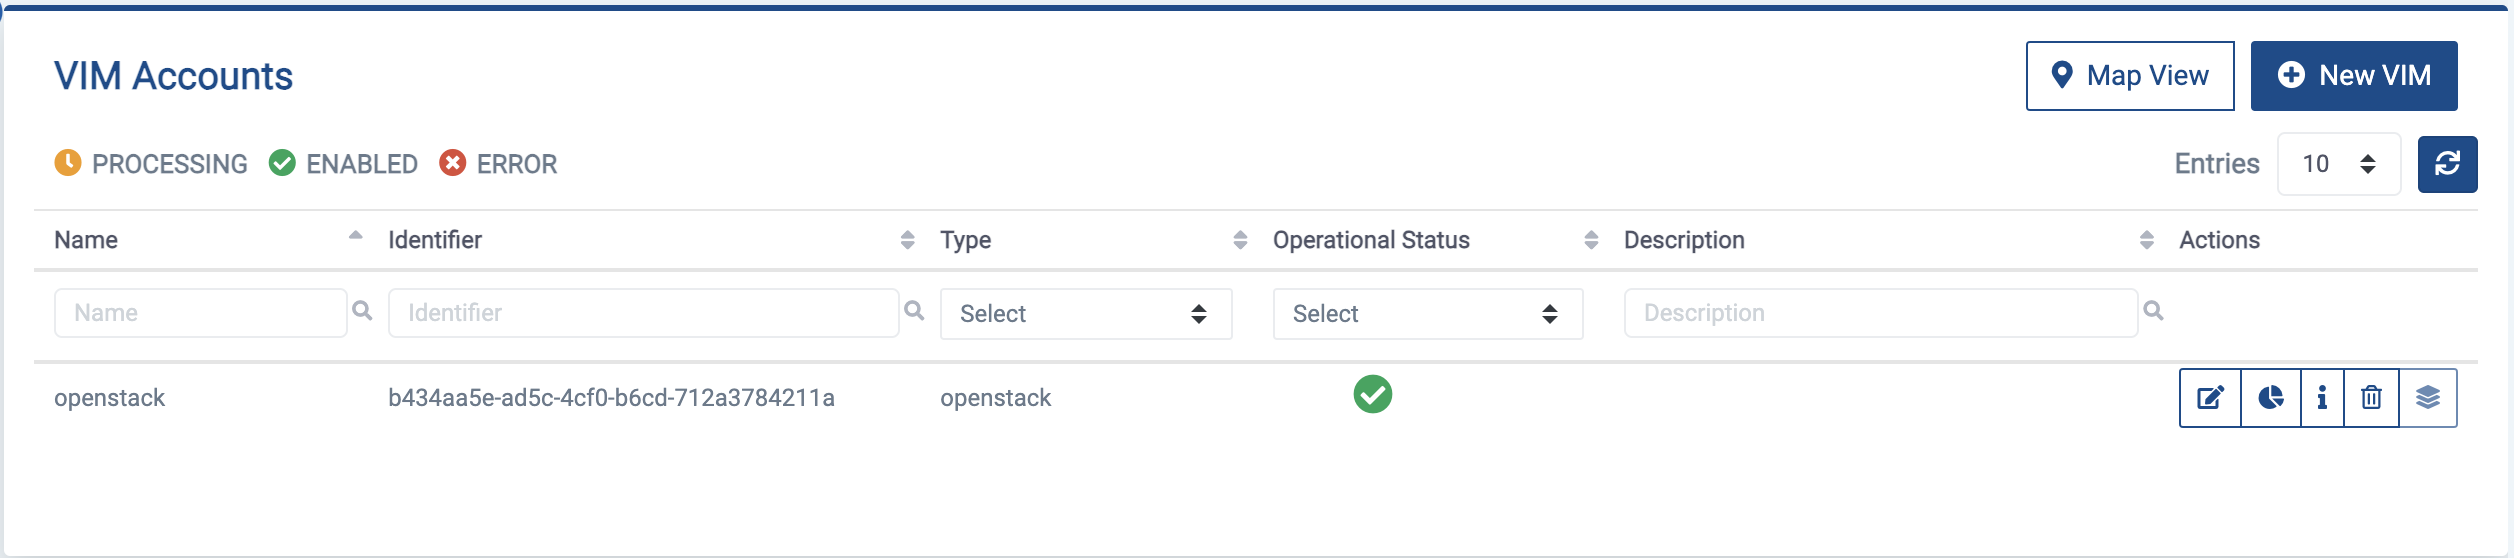 VIM Accounts
Map View
New VIM
PROCESSING ENABLED ERROR
Entries 10
Name Identifier Type Operational Status Description Actions
Name Identifier Select Select Description
openstack b434aa5e-ad5c-4cf0-b6cd-712a3784211a openstack